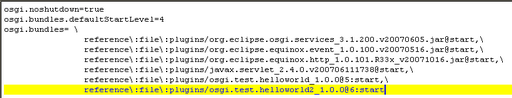 osgi.noshutdown=true
osgi.bundles.defaultStartLevel=4
osgi.bundles= \
reference\:file\:plugins/org.eclipse.osgi.services_3.1.200.v20070605.jar@start,\
reference\:file\:plugins/org.eclipse.equinox.event_1.0.100.v20070516.jar@start,\
reference\:file\:plugins/org.eclipse.equinox.http_1.0.101.R33x_v20071016.jar@start,\
reference\:file\:plugins/javax.servlet_2.4.0.v200706111738@start,\
reference\:file\:plugins/osgi.test.helloworld_1.0.0@5:start,\
reference\:file\:plugins/osgi.test.helloworld2_1.0.0@6:start